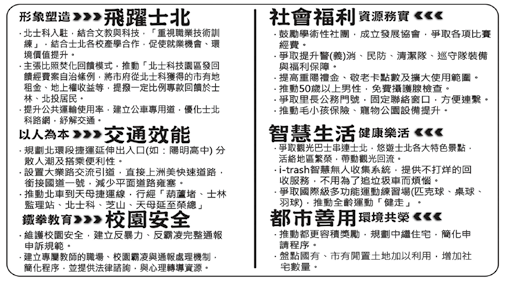 形象塑造>>>飛躍士北
‧北士科人駐,結合文教與科技,「重視職業技術訓
練」,結合士北各校產學合作,促使就業機會、環
境價值提升。
‧主張比照焚化回饋模式,推動「北士科技園區發回
饋經費案自治條例,將市府從北士科獲得的市有地
租金、地上權收益等,提撥一定比例專款回饋於士
林、北投居民。
‧提升公共運輸使用率,建立公車專用道,優化士北
科路網,紓解交通。
以人為本>>>交通效能
‧規劃北環段捷運延伸出入口(如:陽明高中) 分
散人潮及搭乘便利性。
‧設置大業路交流引道,直接上洲美快速道路,
銜接國道一號,減少平面道路雍塞。
‧推動北車到天母捷運線,行經「葫蘆堵、士林
監理站、北士科、芝山、天母延至榮總」
鐵拳教育>>>校園安全
‧維護校園安全,建立反暴力、反霸凌完整通報
申訴規範。
‧建立專屬教師的職場、校園霸凌與通報處理機制,
簡化程序,並提供法律諮詢,與心理轉導資源。
社會福利 資源務實 <<<
‧鼓勵學術性社團,成立發展協會,爭取各項比賽
經費。
‧爭取提升警(義)消、民防、清潔隊、巡守隊裝備
與福利保障。
‧提高重陽禮金、敬老卡點數及擴大使用範圍。
‧推動50歲以上男性,免費攝護腺檢查。
‧爭取里長公務門號,固定聯絡窗口,方便連繫。
‧推動毛小孩保險、寵物公園設備提升。
智慧生活 健康樂活 <<<
‧爭取觀光巴士串連士北,悠遊士北各大特色景點,
活絡地區繁榮,帶動觀光回流。
‧i-trash智慧無人收集系統,提供不打烊的回
收服務,不用為了追垃圾車而煩惱。
‧爭取國際級多功能運動練習場(匹克球、桌球、
羽球),推動全齡運動「健走」。
都市善用 環境共榮 <<<
‧推動都更容積獎勵,規劃中繼住宅,簡化申
請程序。
‧盤點國有、市有閒置土地加以利用,增加社
宅數量。